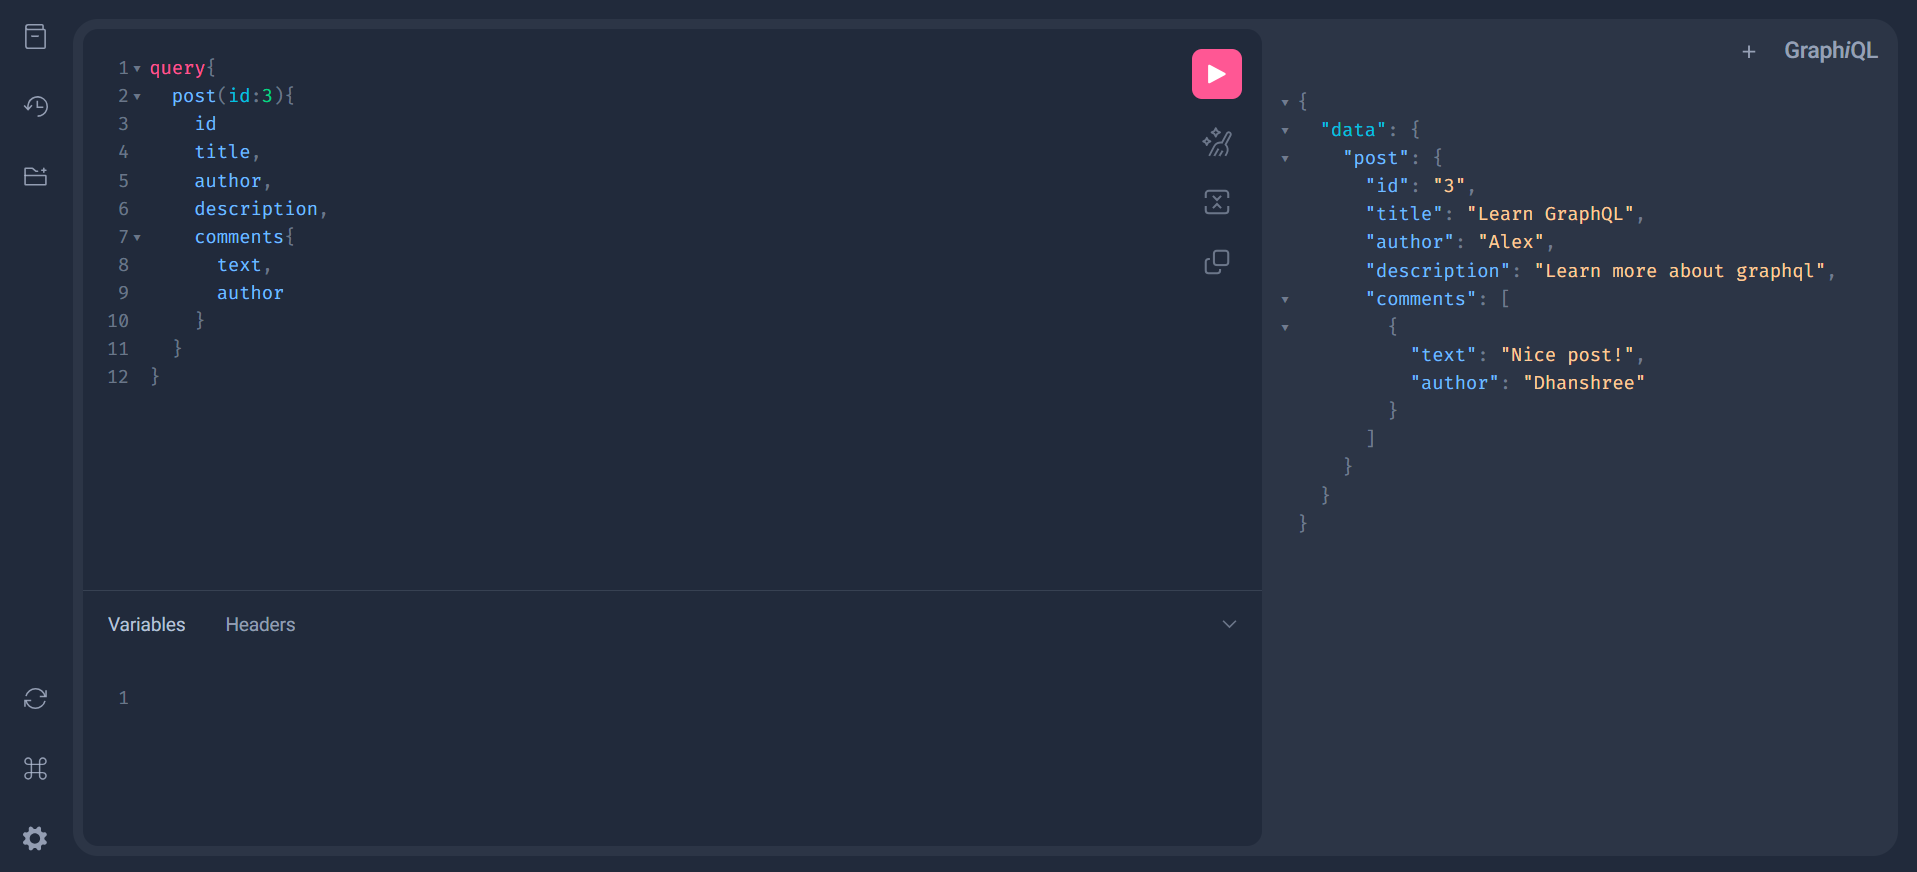 1 query{
2 post(id:3){
3 id
4 title,
5 author,
6 description,
7 comments{
8 text,
9 author
10 }
11 }
12 }
Variables Headers
1
+ GraphiQL
{
"data": {
"post": {
"id": "3",
"title": "Learn GraphQL",
"author": "Alex",
"description": "Learn more about graphql",
"comments": [
{
"text": "Nice post!",
"author": "Dhanshree"
}
]
}
}
}